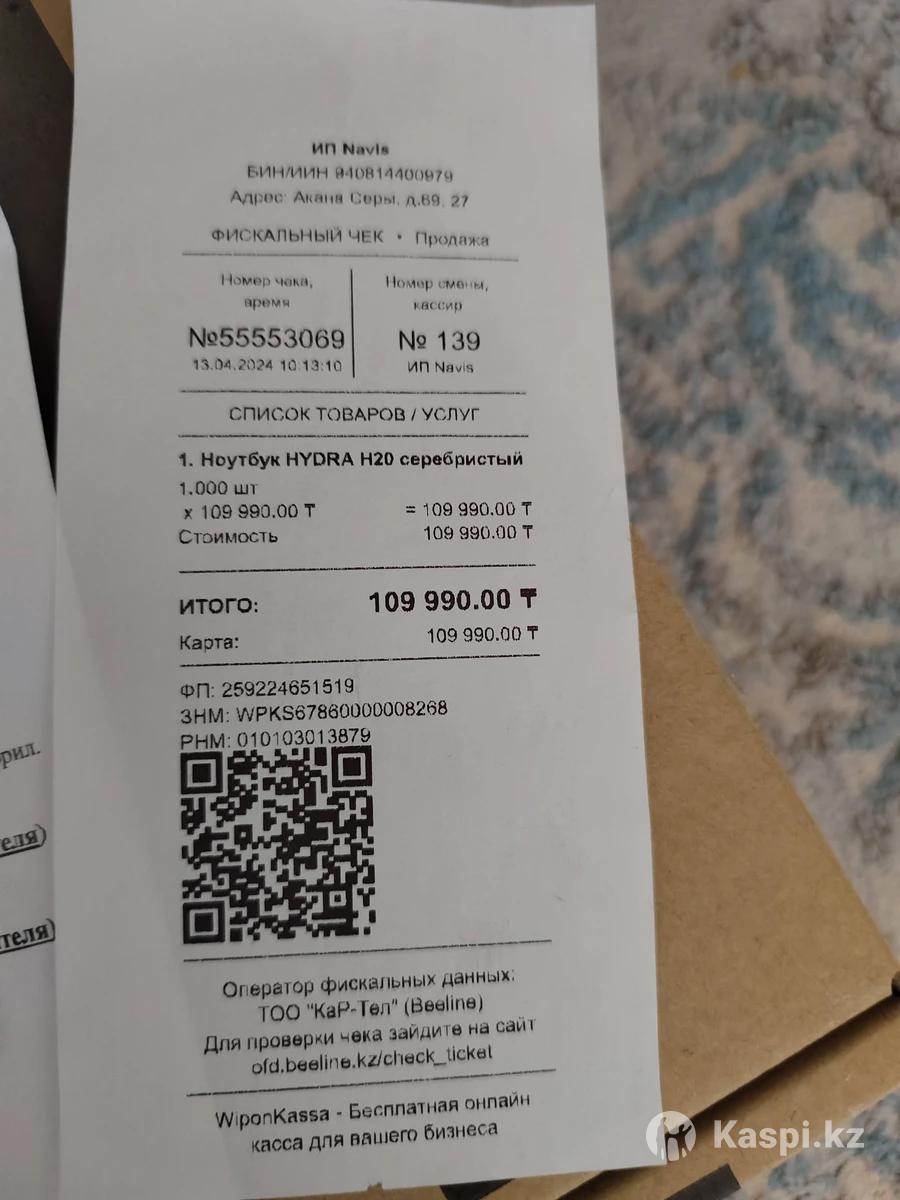 ИП Navis
БИН/ИИН 940814400979
Адрес: Акана Серы, д.69, 27
ФИСКАЛЬНЫЙ ЧЕК • Продажа
Номер чека,
время
№55553069
13.04.2024 10:13:10
Номер смены,
кассир
№ 139
ИП Navis
СПИСОК ТОВАРОВ / УСЛУГ
1. Ноутбук HYDRA H20 серебристый
1.000 шт
x 109 990.00 ₸ = 109 990.00 ₸
Стоимость 109 990.00 ₸
ИТОГО: 109 990.00 ₸
Карта: 109 990.00 ₸
ФП: 259224651519
ЗНМ: WPKS67860000008268
РНМ: 010103013879
Оператор фискальных данных:
ТОО "КаР-Тел" (Beeline)
Для проверки чека зайдите на сайт
ofd.beeline.kz/check_ticket
WiponKassa - Бесплатная онлайн
касса для вашего бизнеса
Kaspi.kz